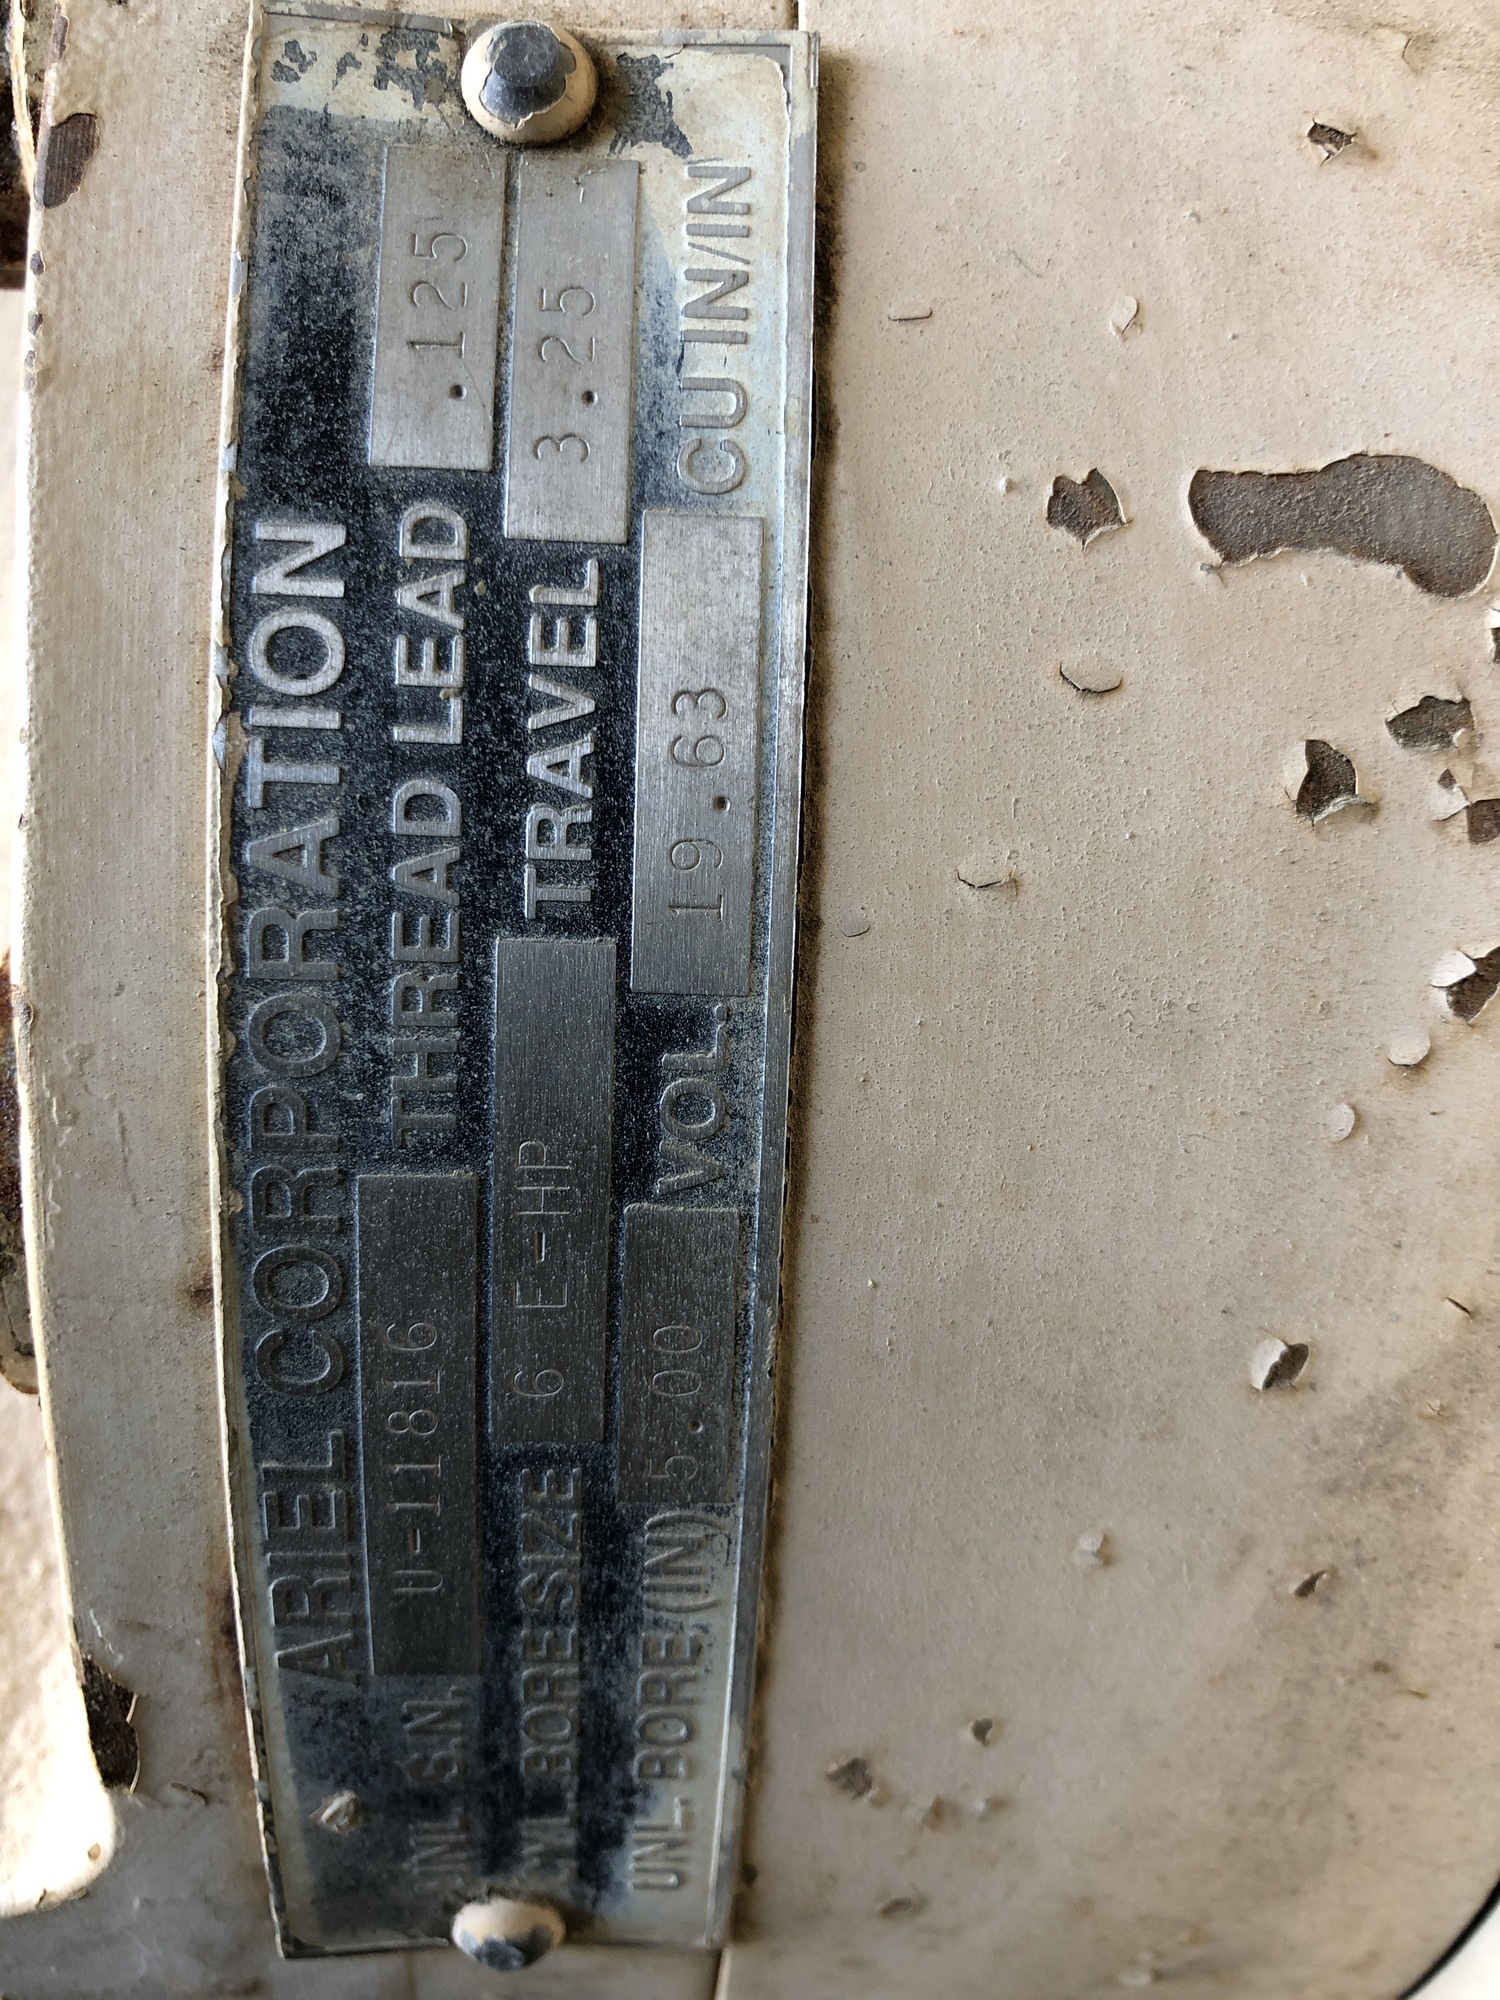 ARIEL CORPORATION
UNL. S.N. U-11816 THREAD LEAD .125
CYL. BORE SIZE 6 E-HP TRAVEL 3.25
UNL. BORE (IN) 5.00 VOL. 19.63 CU IN/IN